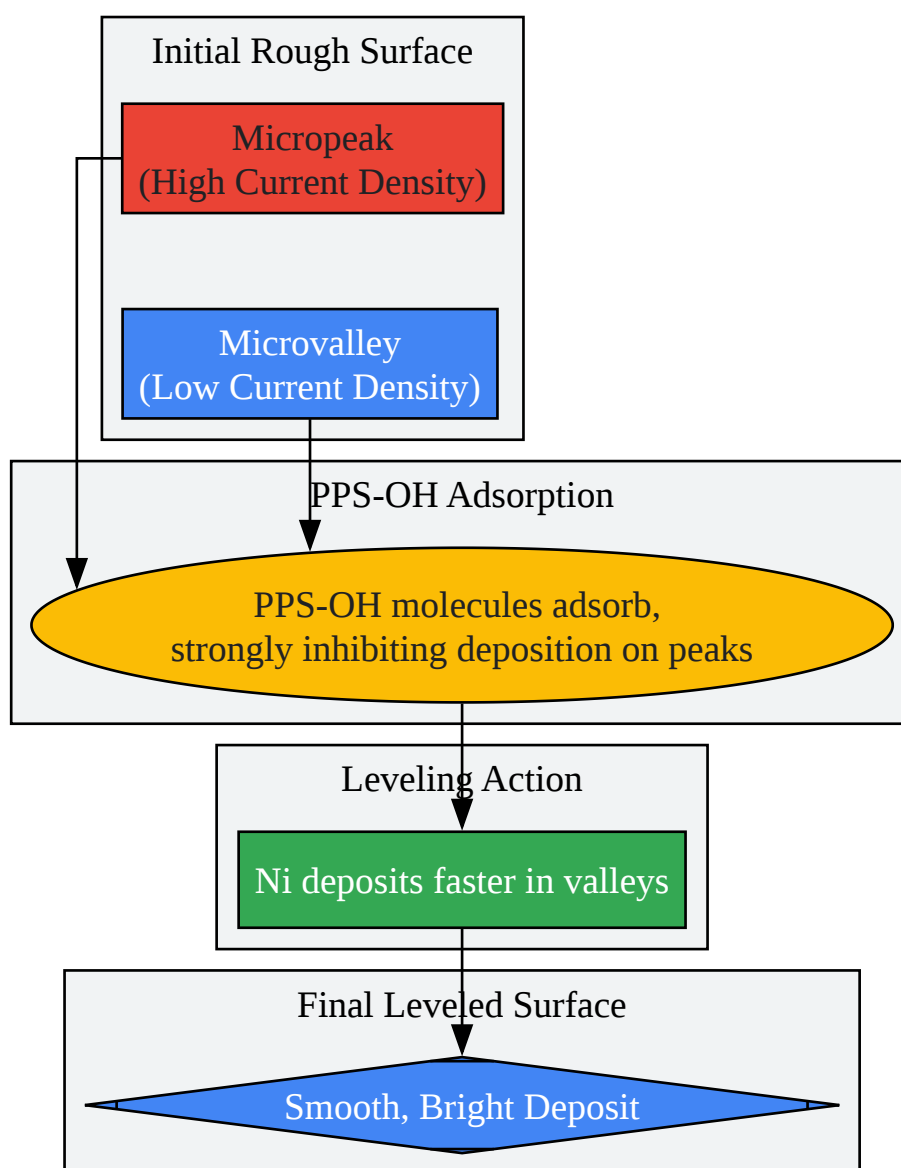 Initial Rough Surface
Micropeak
(High Current Density)
Microvalley
(Low Current Density)
PPS-OH Adsorption
PPS-OH molecules adsorb,
strongly inhibiting deposition on peaks
Leveling Action
Ni deposits faster in valleys
Final Leveled Surface
Smooth, Bright Deposit